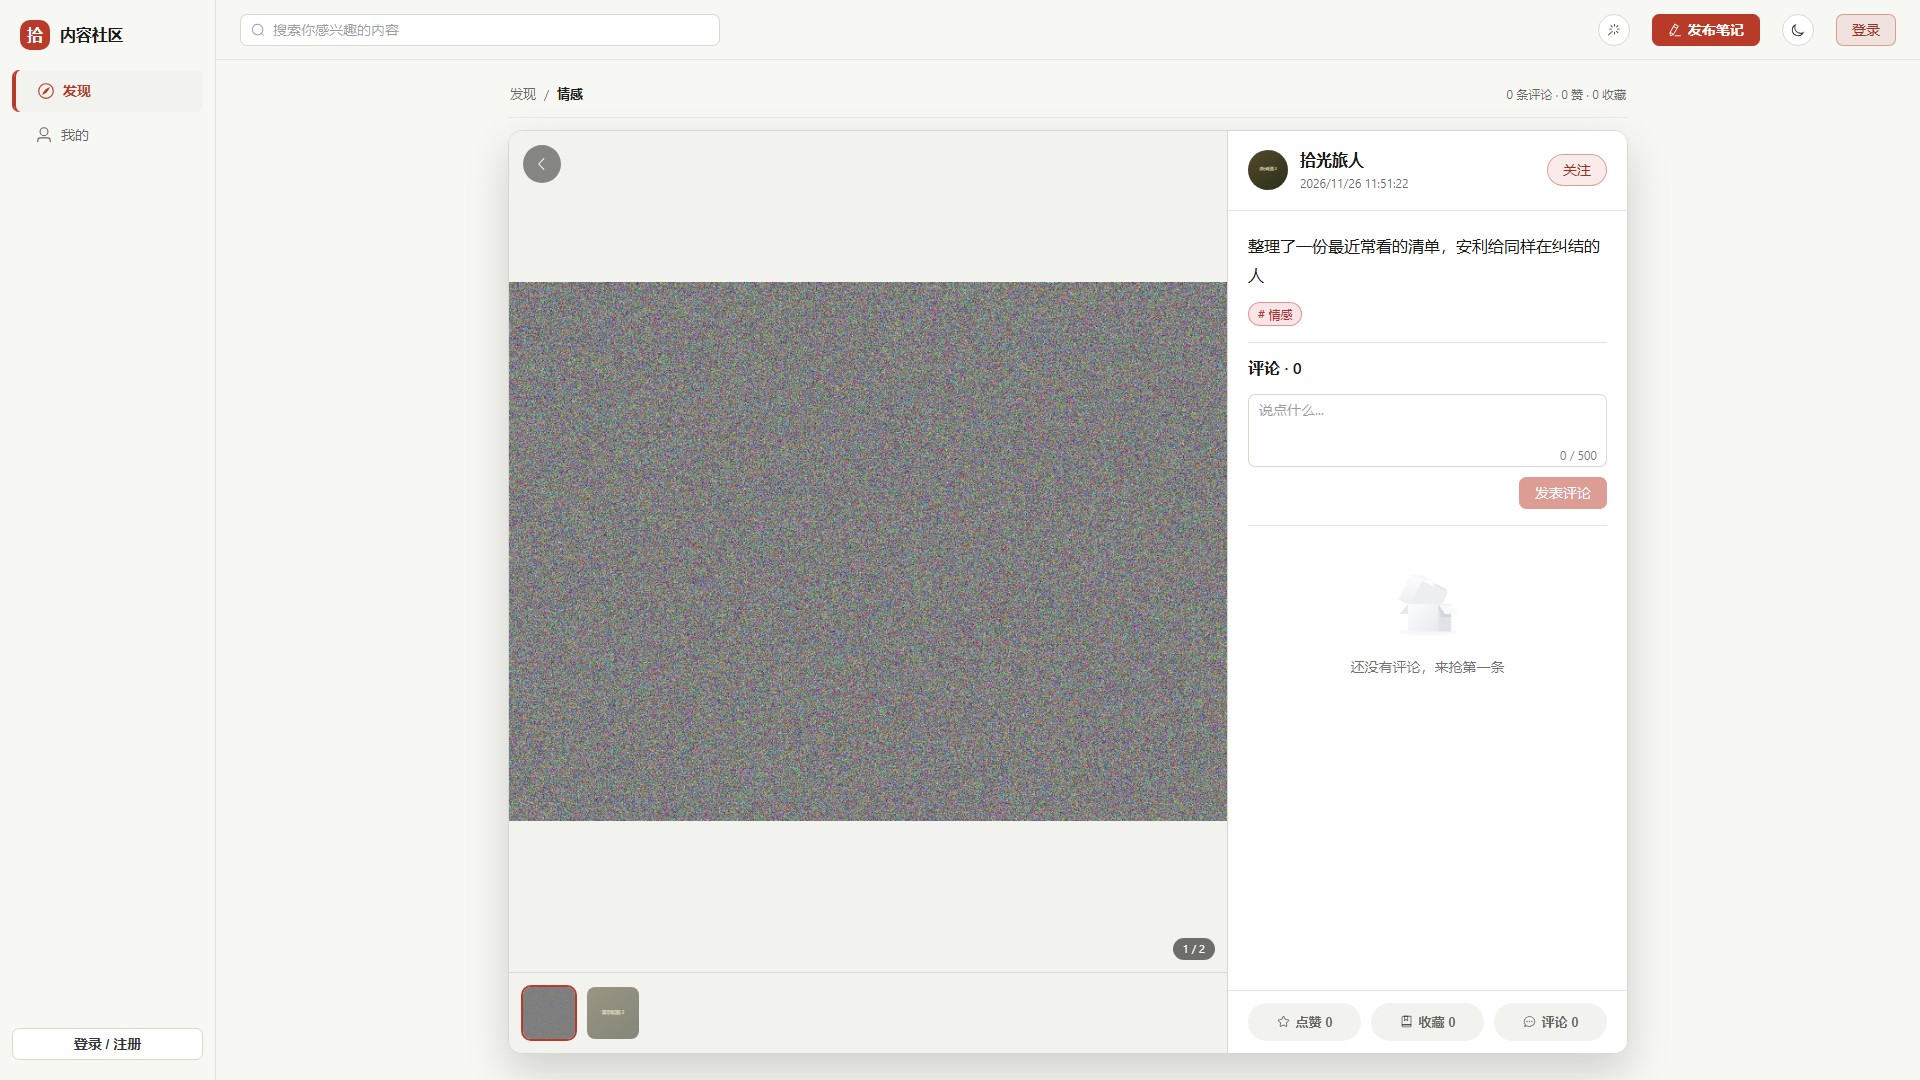 拾 内容社区
搜索你感兴趣的内容
发布笔记
登录
发现
我的
发现 / 情感
0 条评论 · 0 赞 · 0 收藏
拾光旅人
2026/11/26 11:51:22
关注
整理了一份最近常看的清单，安利给同样在纠结的
人
# 情感
评论 · 0
说点什么...
0 / 500
发表评论
还没有评论，来抢第一条
1 / 2
点赞 0
收藏 0
评论 0
登录 / 注册